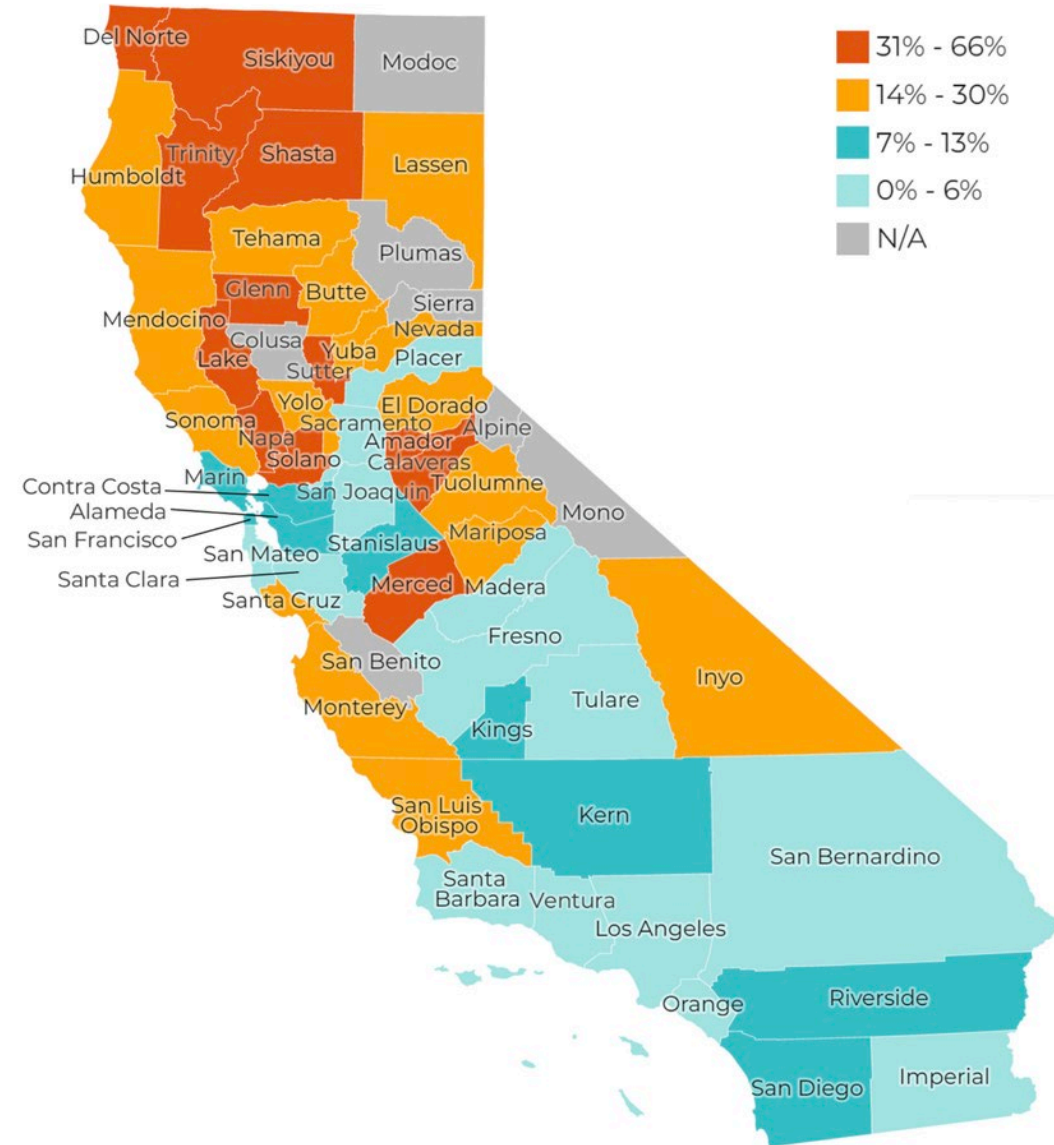 Del Norte
Siskiyou
Modoc
31% - 66%
14% - 30%
7% - 13%
0% - 6%
N/A
Trinity
Shasta
Lassen
Humboldt
Tehama
Plumas
Glenn
Butte
Sierra
Mendocino
Nevada
Colusa
Yuba
Placer
Lake
Sutter
Yolo
El Dorado
Sonoma
Sacramento
Alpine
Napa
Amador
Solano
Calaveras
Marin
Contra Costa
San Joaquin
Tuolumne
Alameda
Mono
San Francisco
Stanislaus
Mariposa
San Mateo
Santa Clara
Merced
Madera
Santa Cruz
Fresno
San Benito
Inyo
Monterey
Tulare
Kings
San Luis
Obispo
Kern
San Bernardino
Santa
Barbara
Ventura
Los Angeles
Orange
Riverside
San Diego
Imperial